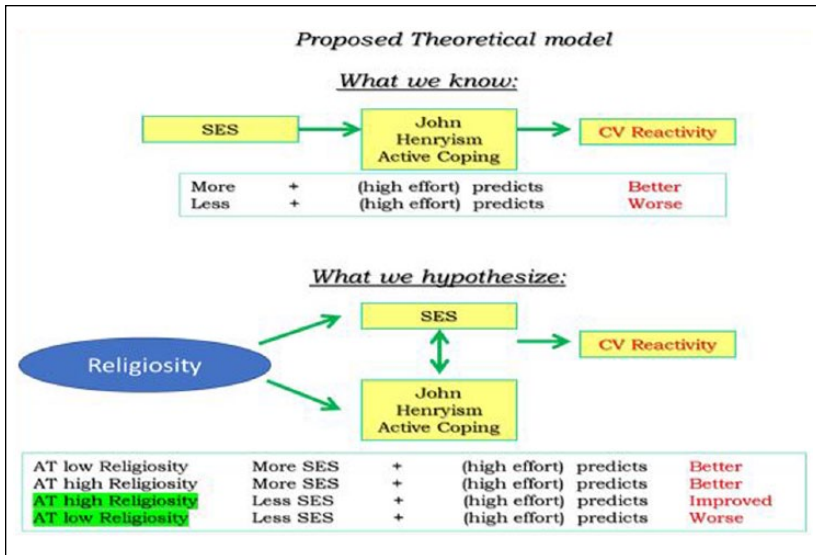 Proposed Theoretical model
What we know:
SES
John
Henryism
Active Coping
CV Reactivity
More + (high effort) predicts Better
Less + (high effort) predicts Worse
What we hypothesize:
Religiosity
SES
CV Reactivity
John
Henryism
Active Coping
AT low Religiosity More SES + (high effort) predicts Better
AT high Religiosity More SES + (high effort) predicts Better
AT high Religiosity Less SES + (high effort) predicts Improved
AT low Religiosity Less SES + (high effort) predicts Worse